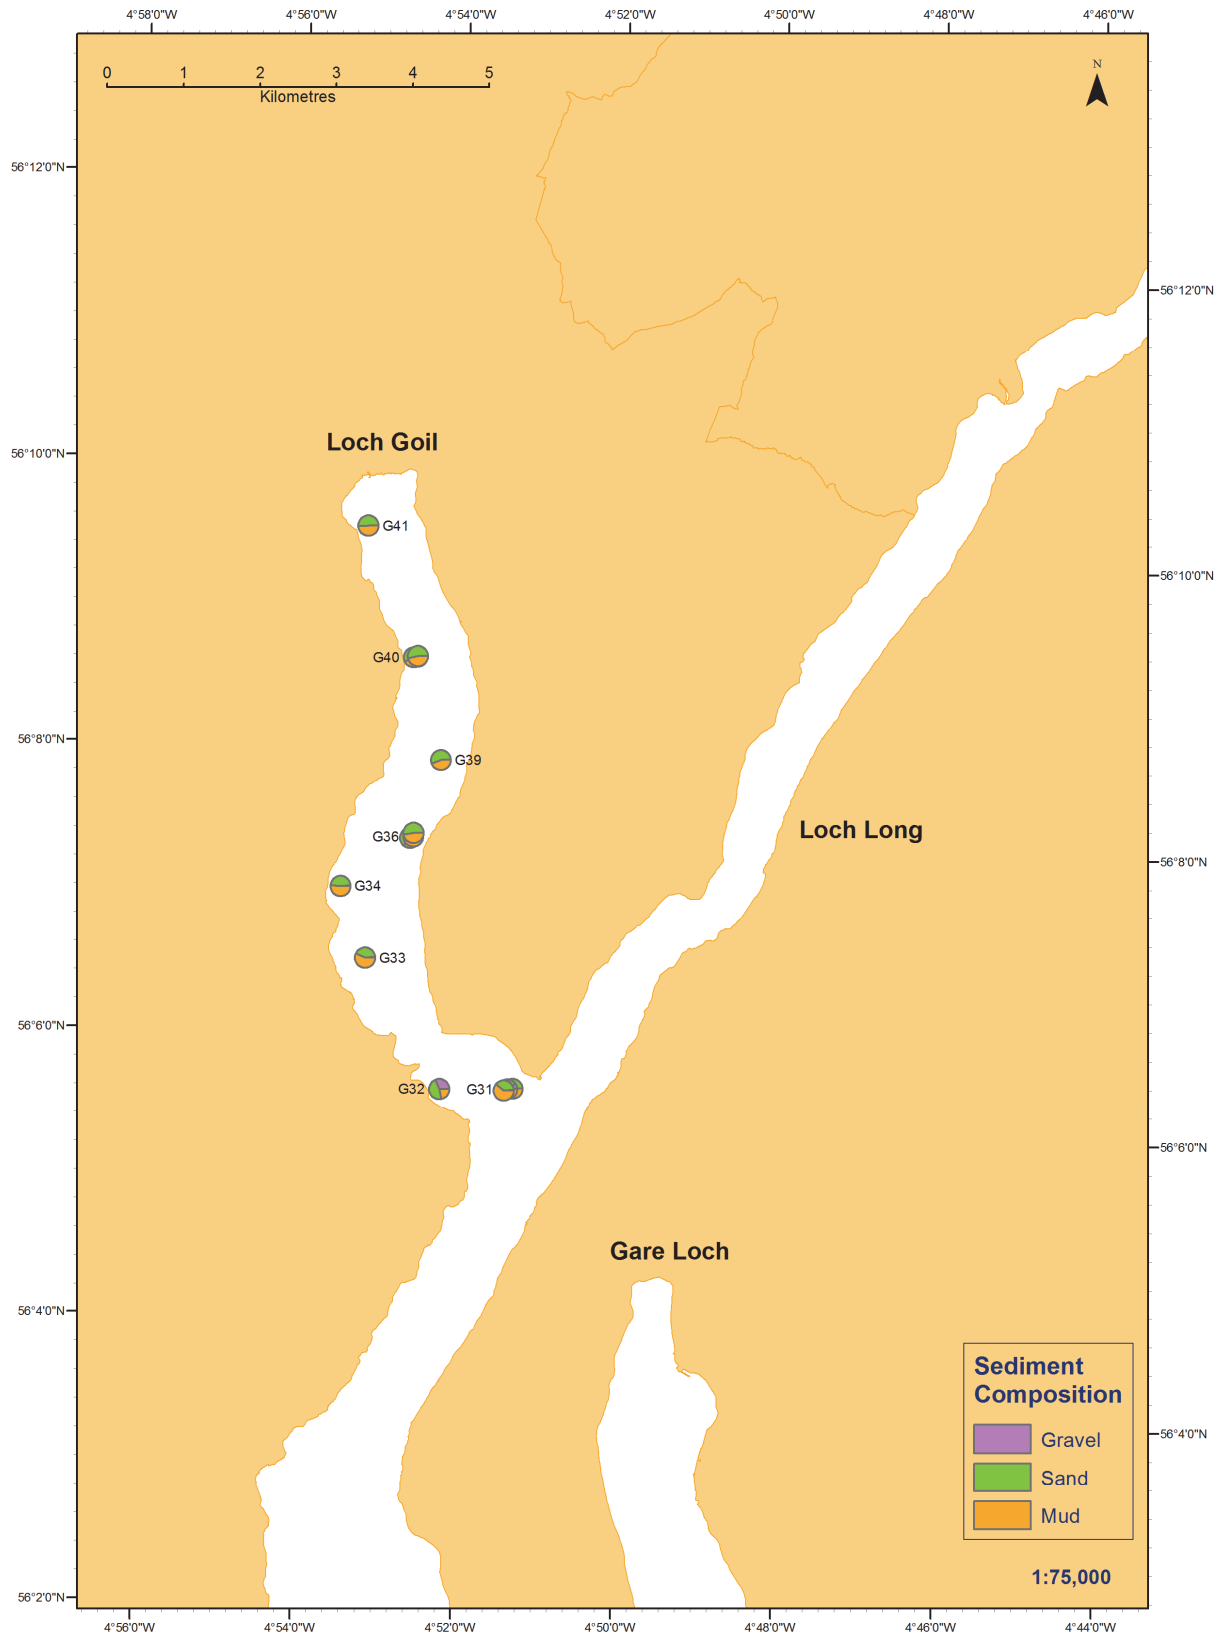 4°58'0"W 4°56'0"W 4°54'0"W 4°52'0"W 4°50'0"W 4°48'0"W 4°46'0"W
0 1 2 3 4 5
Kilometres
N
56°12'0"N
56°12'0"N
Loch Goil
56°10'0"N
G41
56°10'0"N
G40
56°8'0"N
G39
Loch Long
G36
56°8'0"N
G34
G33
56°6'0"N
G32 G31
56°6'0"N
Gare Loch
56°4'0"N
Sediment
Composition
56°4'0"N
Gravel
Sand
Mud
1:75,000
56°2'0"N
4°56'0"W 4°54'0"W 4°52'0"W 4°50'0"W 4°48'0"W 4°46'0"W 4°44'0"W